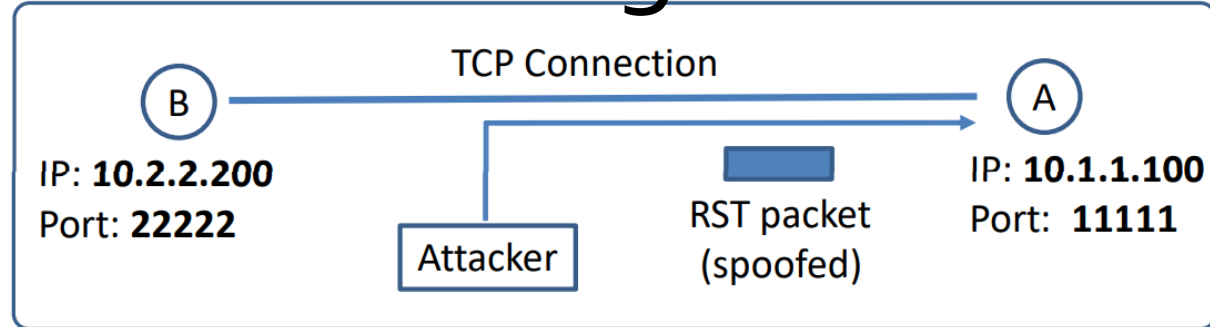 g
TCP Connection
B
A
IP: 10.2.2.200
Port: 22222
Attacker
RST packet
(spoofed)
IP: 10.1.1.100
Port: 11111